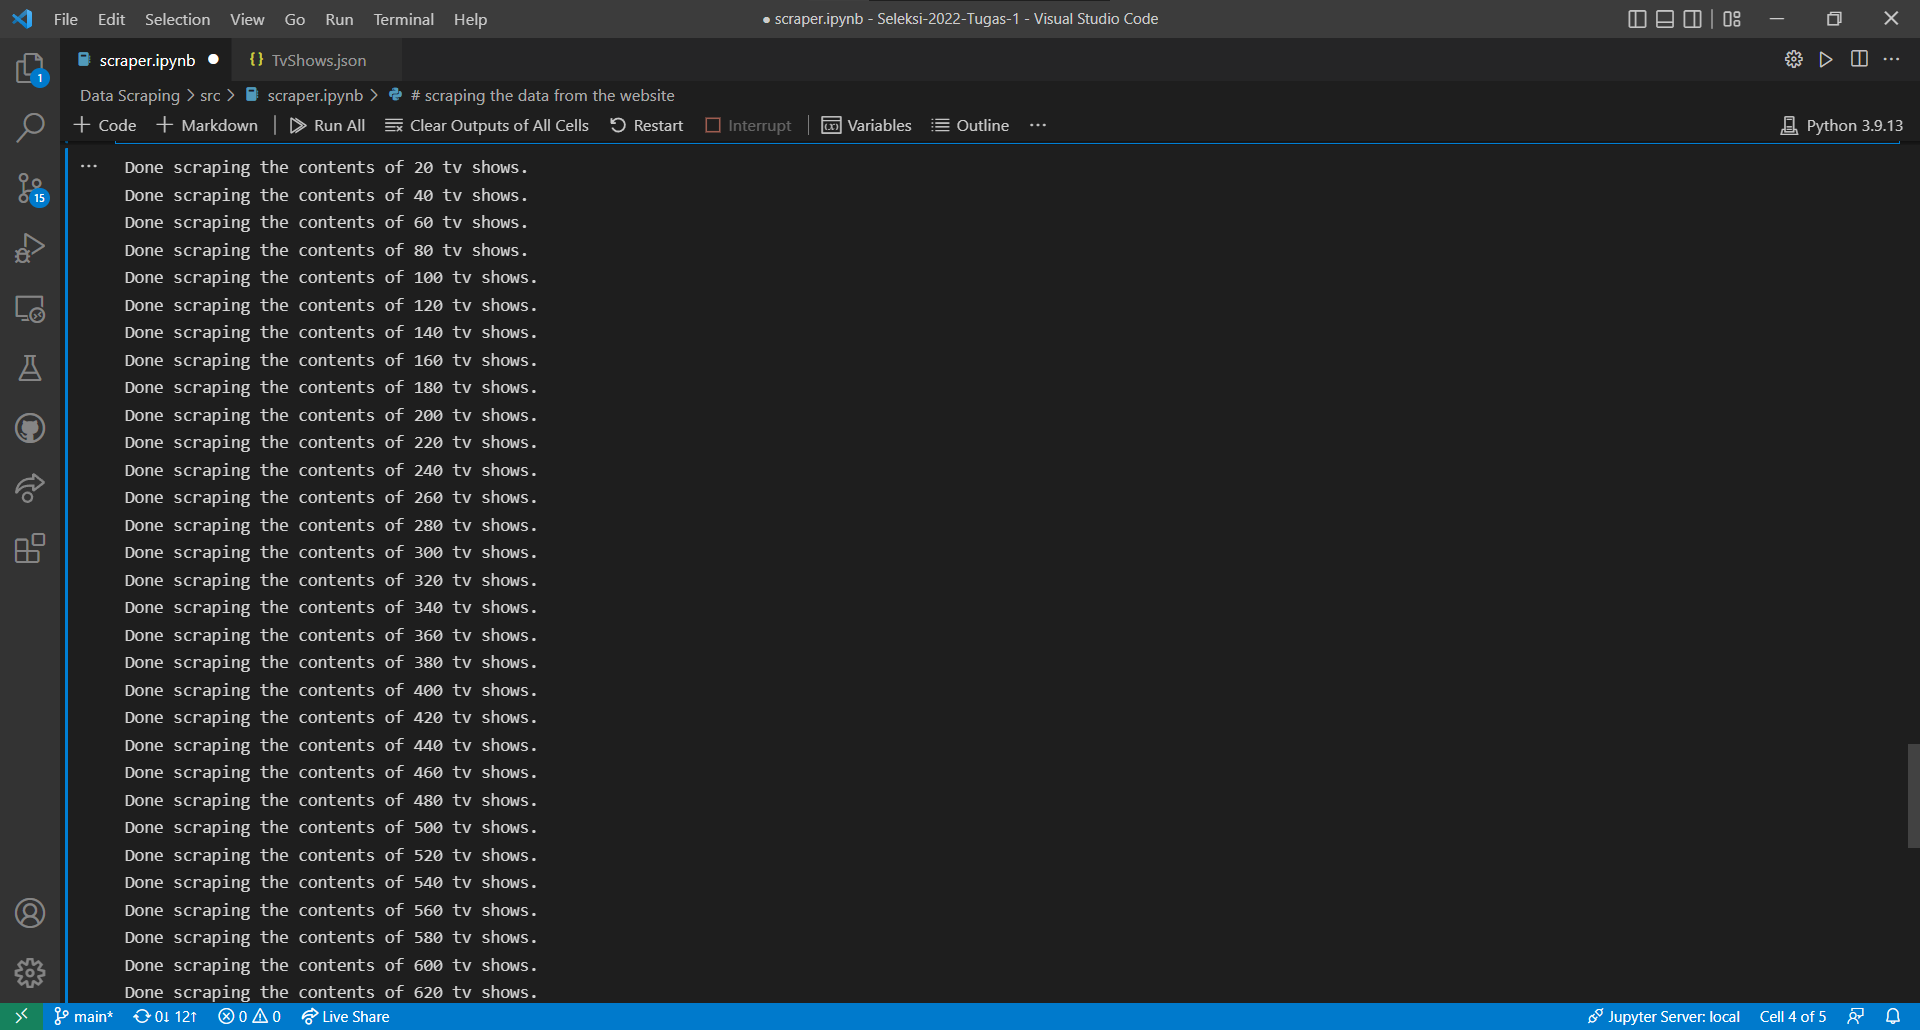 File Edit Selection View Go Run Terminal Help
● scraper.ipynb - Seleksi-2022-Tugas-1 - Visual Studio Code
scraper.ipynb ●
{} TvShows.json
Data Scraping > src > scraper.ipynb > # scraping the data from the website
+ Code + Markdown | Run All Clear Outputs of All Cells Restart Interrupt | Variables Outline ...
Python 3.9.13
1
15
...
Done scraping the contents of 20 tv shows.
Done scraping the contents of 40 tv shows.
Done scraping the contents of 60 tv shows.
Done scraping the contents of 80 tv shows.
Done scraping the contents of 100 tv shows.
Done scraping the contents of 120 tv shows.
Done scraping the contents of 140 tv shows.
Done scraping the contents of 160 tv shows.
Done scraping the contents of 180 tv shows.
Done scraping the contents of 200 tv shows.
Done scraping the contents of 220 tv shows.
Done scraping the contents of 240 tv shows.
Done scraping the contents of 260 tv shows.
Done scraping the contents of 280 tv shows.
Done scraping the contents of 300 tv shows.
Done scraping the contents of 320 tv shows.
Done scraping the contents of 340 tv shows.
Done scraping the contents of 360 tv shows.
Done scraping the contents of 380 tv shows.
Done scraping the contents of 400 tv shows.
Done scraping the contents of 420 tv shows.
Done scraping the contents of 440 tv shows.
Done scraping the contents of 460 tv shows.
Done scraping the contents of 480 tv shows.
Done scraping the contents of 500 tv shows.
Done scraping the contents of 520 tv shows.
Done scraping the contents of 540 tv shows.
Done scraping the contents of 560 tv shows.
Done scraping the contents of 580 tv shows.
Done scraping the contents of 600 tv shows.
Done scraping the contents of 620 tv shows.
main* 0↓ 12↑ 0 0 Live Share
Jupyter Server: local Cell 4 of 5